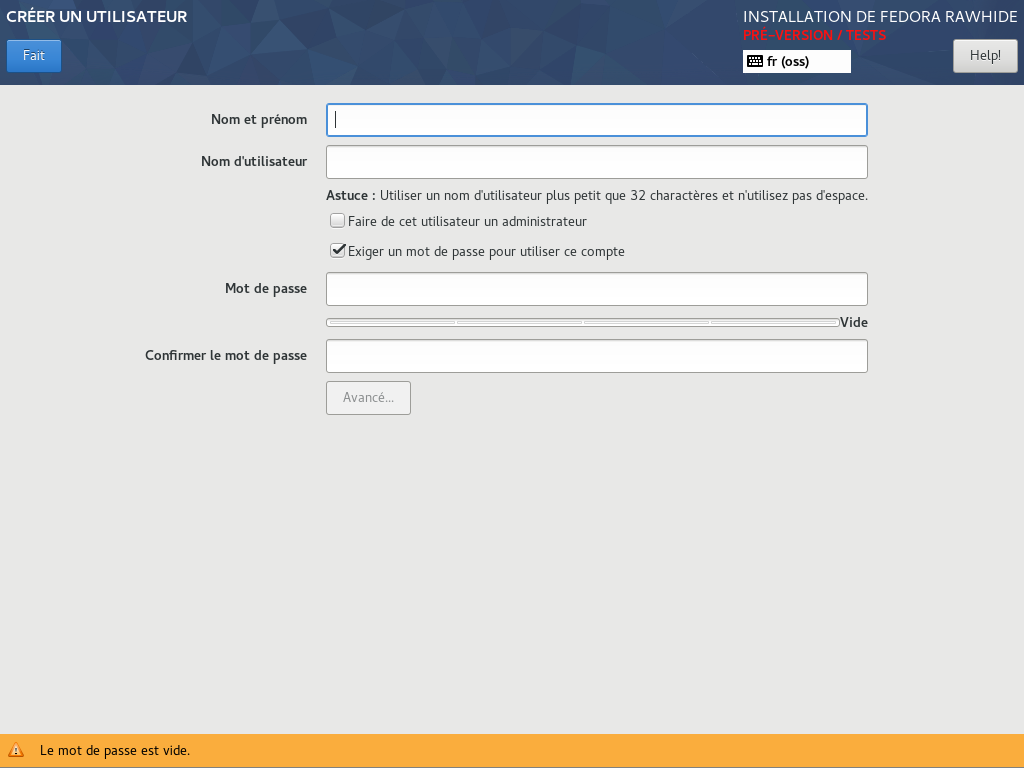 CRÉER UN UTILISATEUR
INSTALLATION DE FEDORA RAWHIDE
PRÉ-VERSION / TESTS
Fait
fr (oss)
Help!
Nom et prénom
Nom d'utilisateur
Astuce : Utiliser un nom d'utilisateur plus petit que 32 charactères et n'utilisez pas d'espace.
Faire de cet utilisateur un administrateur
Exiger un mot de passe pour utiliser ce compte
Mot de passe
Vide
Confirmer le mot de passe
Avancé...
Le mot de passe est vide.